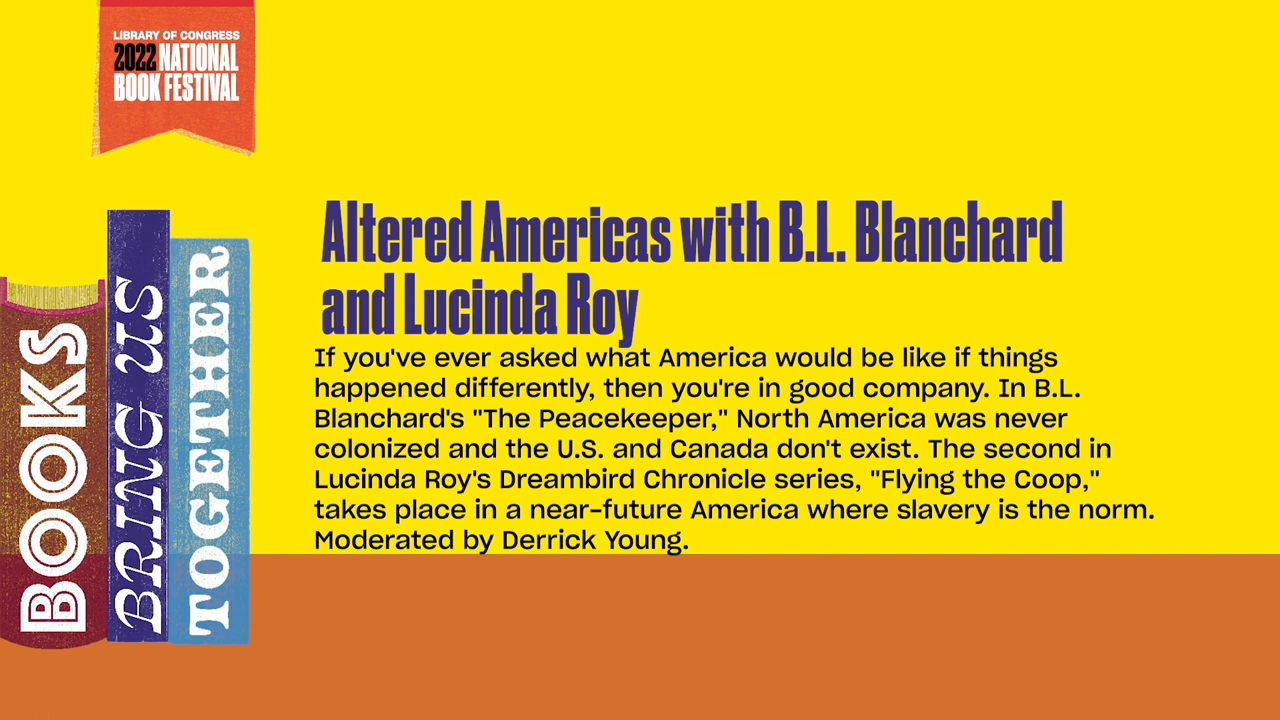 LIBRARY OF CONGRESS
2022 NATIONAL
BOOK FESTIVAL
BOOKS
BRING US
TOGETHER
Altered Americas with B.L. Blanchard
and Lucinda Roy
If you've ever asked what America would be like if things
happened differently, then you're in good company. In B.L.
Blanchard's "The Peacekeeper," North America was never
colonized and the U.S. and Canada don't exist. The second in
Lucinda Roy's Dreambird Chronicle series, "Flying the Coop,"
takes place in a near-future America where slavery is the norm.
Moderated by Derrick Young.